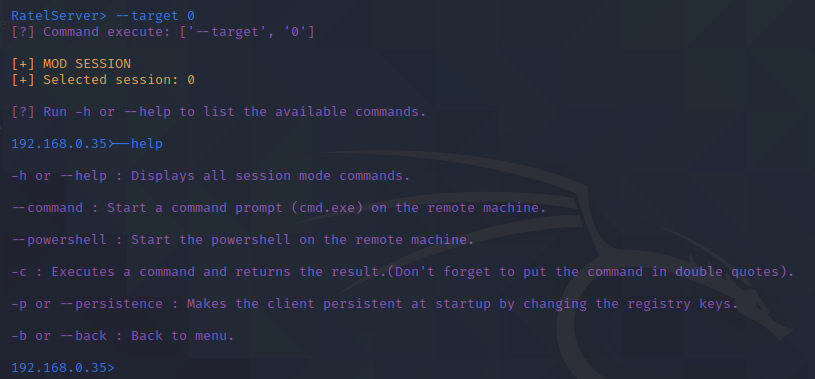 RatelServer> --target 0
[?] Command execute: ['--target', '0']
[+] MOD SESSION
[+] Selected session: 0
[?] Run -h or --help to list the available commands.
192.168.0.35>--help
-h or --help : Displays all session mode commands.
--command : Start a command prompt (cmd.exe) on the remote machine.
--powershell : Start the powershell on the remote machine.
-c : Executes a command and returns the result.(Don't forget to put the command in double quotes).
-p or --persistence : Makes the client persistent at startup by changing the registry keys.
-b or --back : Back to menu.
192.168.0.35>